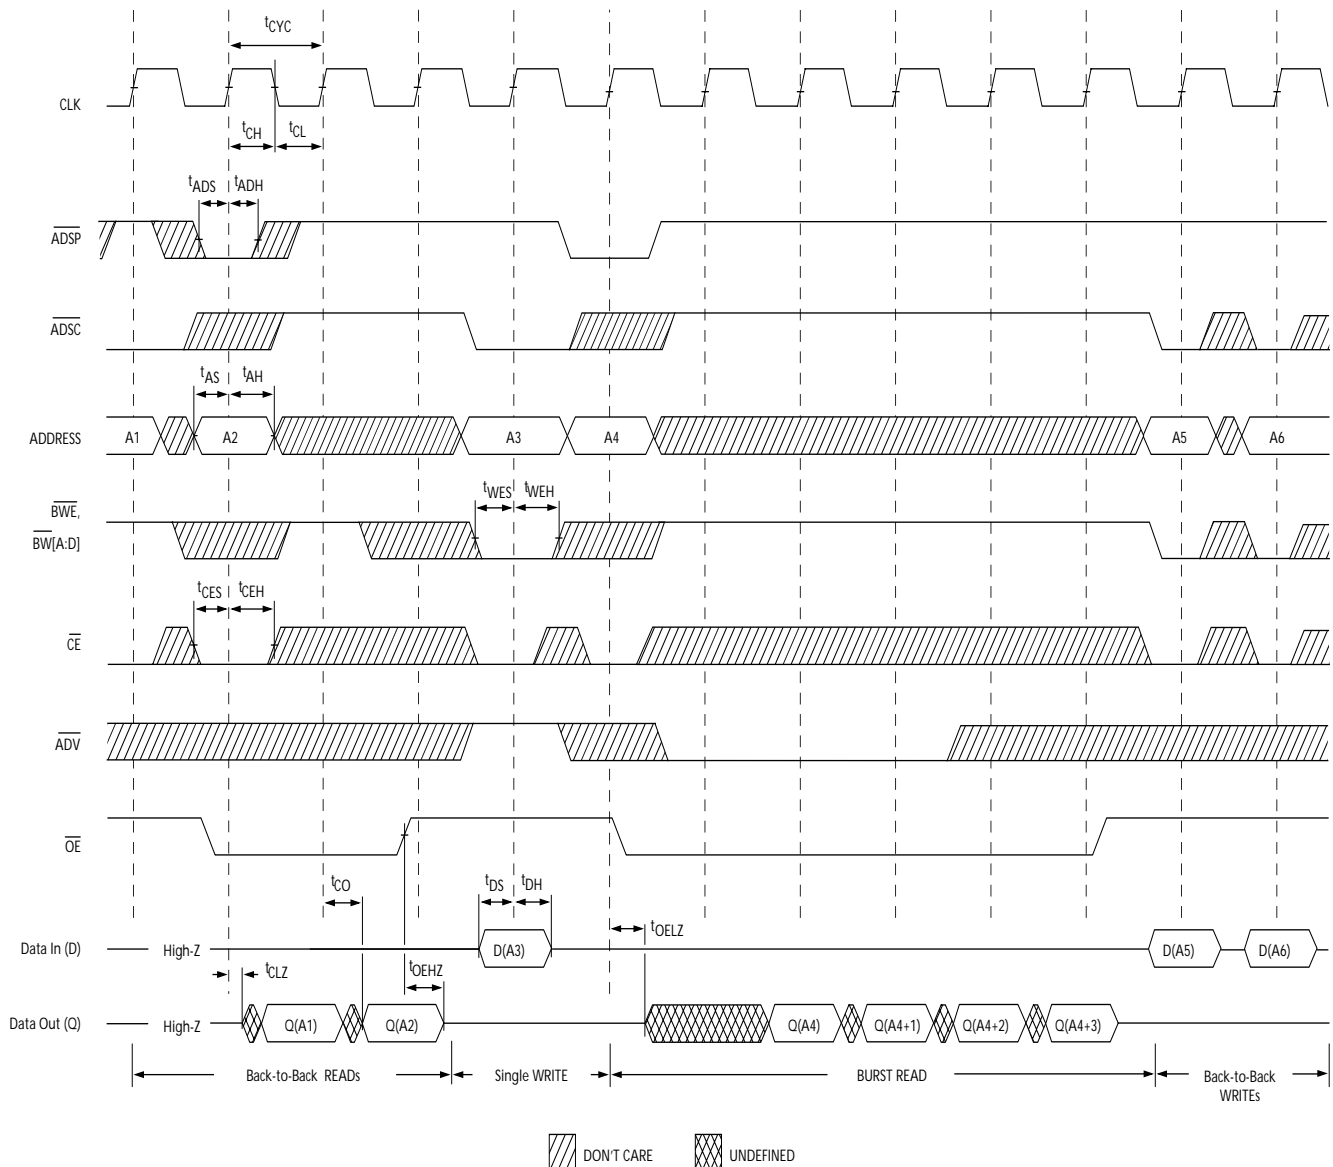 tCYC
CLK
tCH
tCL
tADS
tADH
ADSP
ADSC
tAS
tAH
ADDRESS
A1
A2
A3
A4
A5
A6
tWES
tWEH
BWE,
BW[A:D]
tCES
tCEH
CE
ADV
OE
tCO
tDS
tDH
tOELZ
Data In (D)
High-Z
D(A3)
D(A5)
D(A6)
tCLZ
tOEHZ
Data Out (Q)
High-Z
Q(A1)
Q(A2)
Q(A4)
Q(A4+1)
Q(A4+2)
Q(A4+3)
Back-to-Back READs
Single WRITE
BURST READ
Back-to-Back
WRITEs
DON'T CARE
UNDEFINED